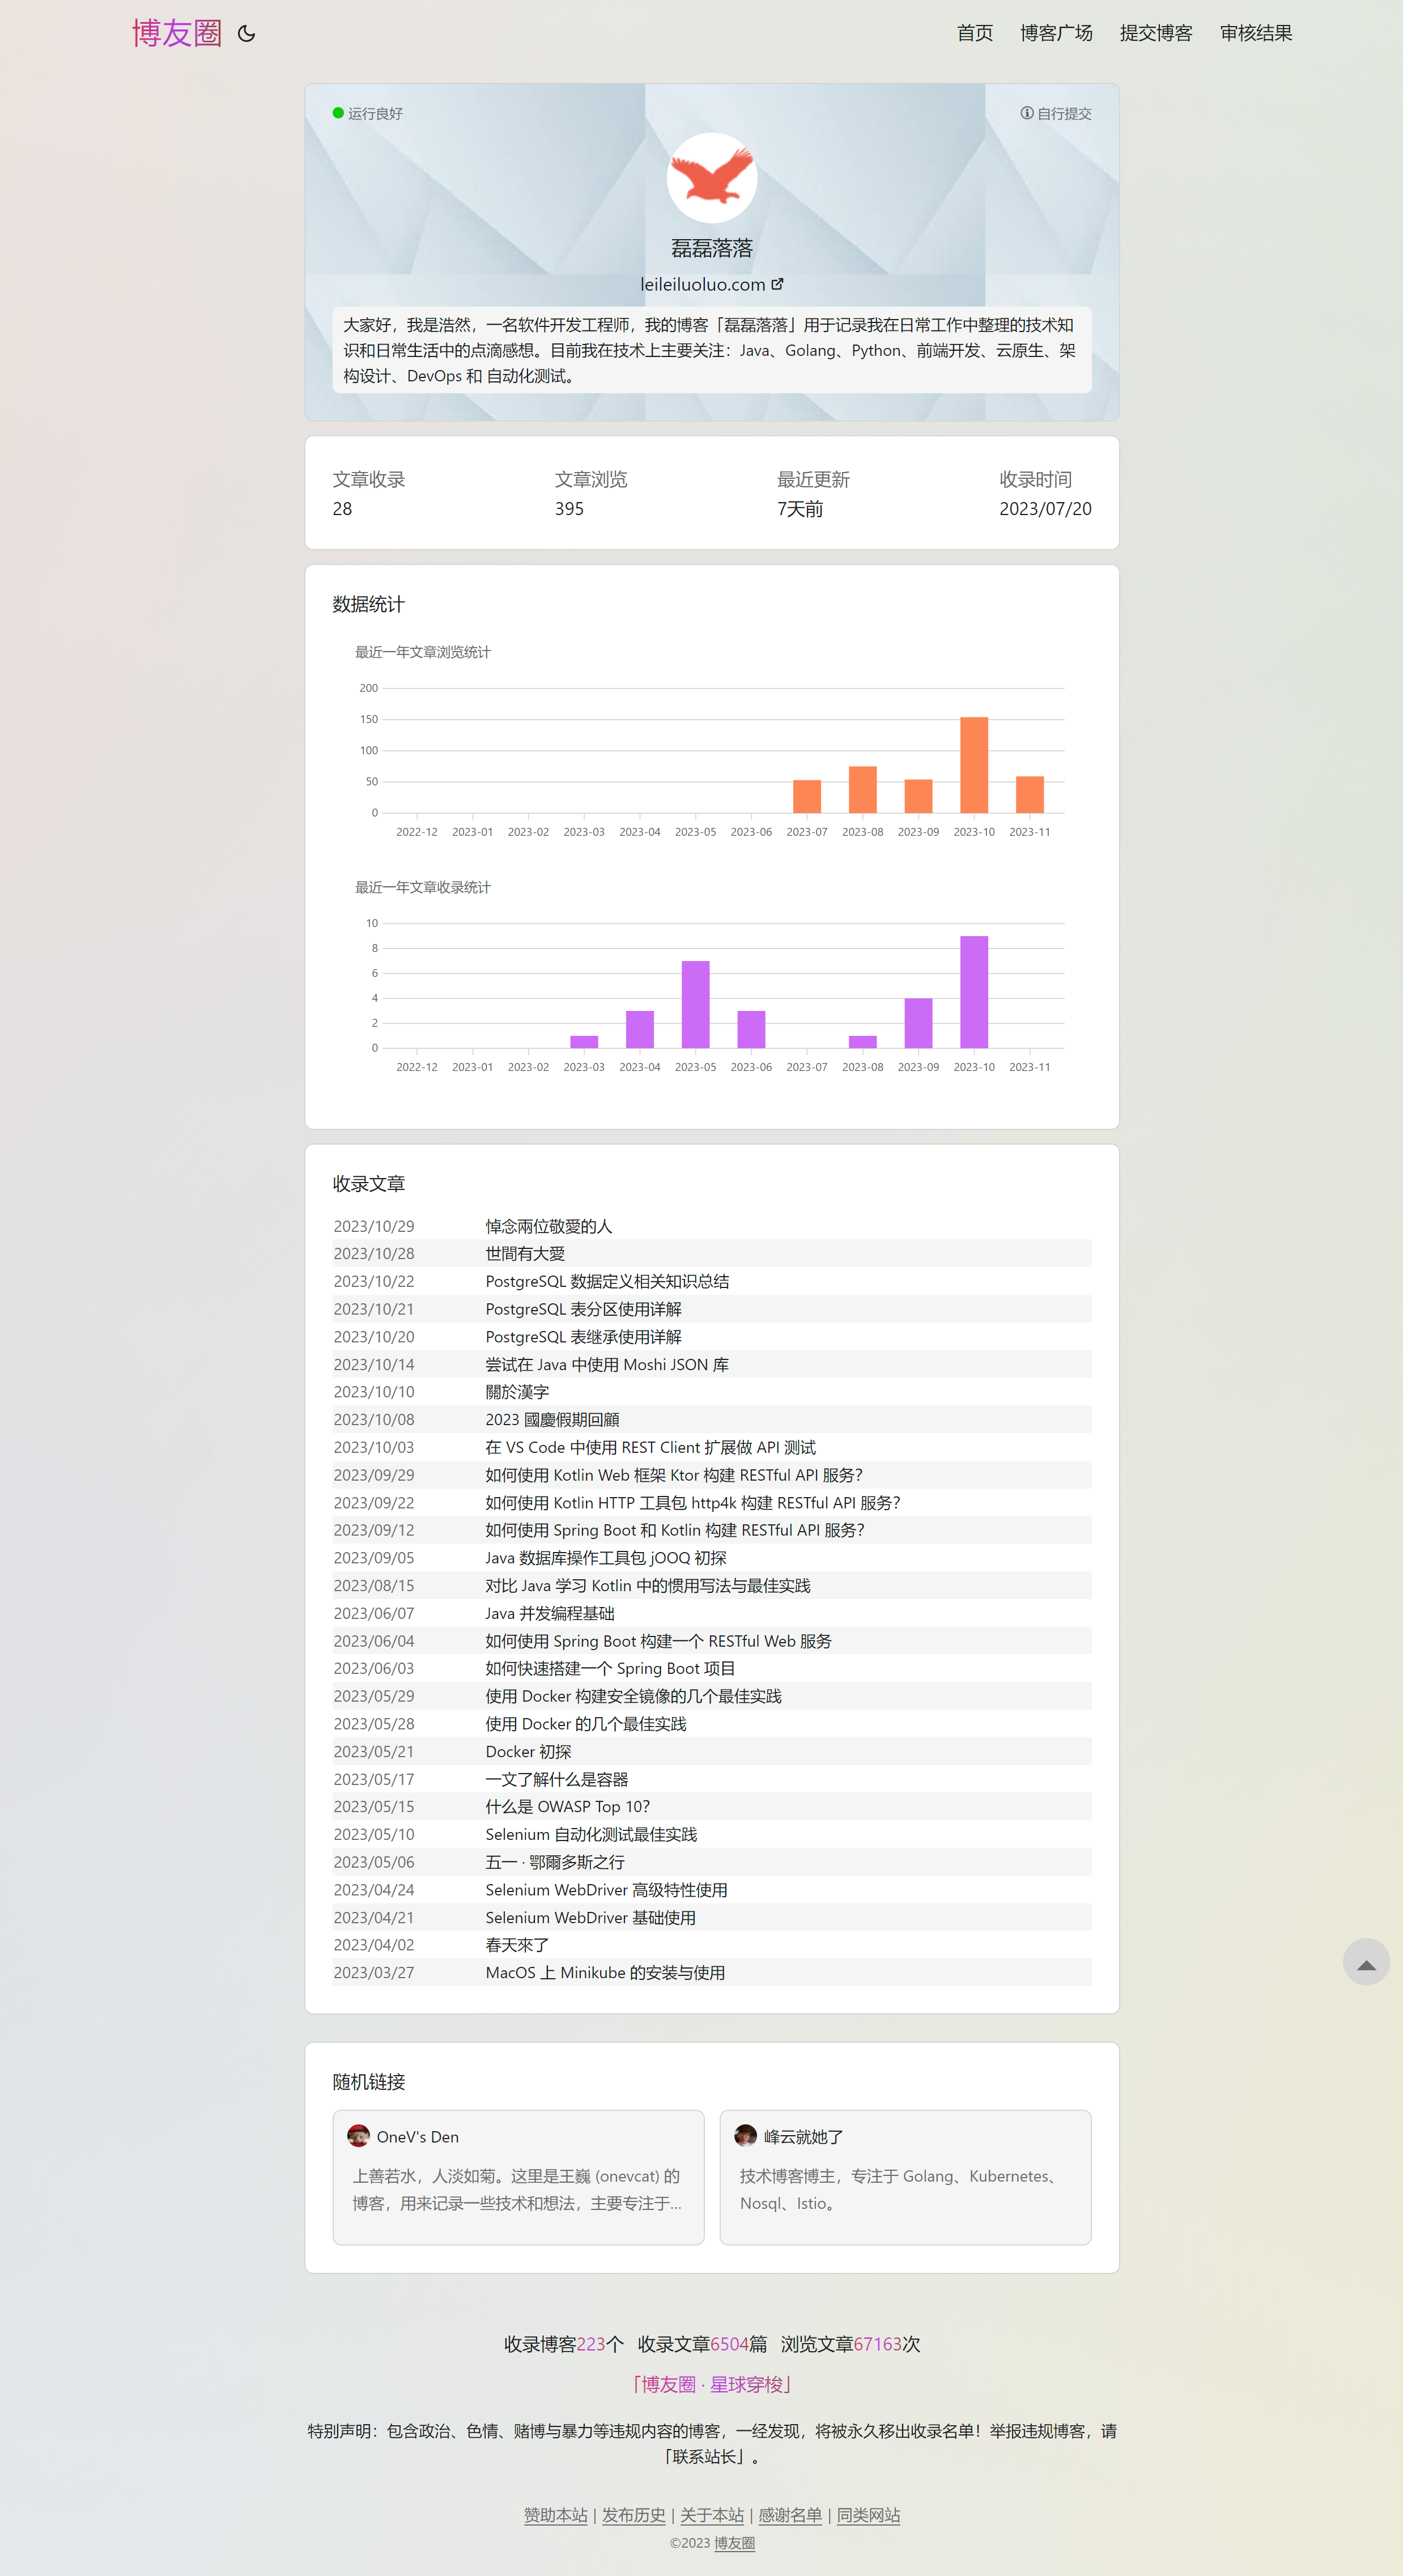 博友圈
首页 博客广场 提交博客 审核结果
运行良好 自行提交
磊磊落落
leileiluoluo.com
大家好，我是浩然，一名软件开发工程师，我的博客「磊磊落落」用于记录我在日常工作中整理的技术知
识和日常生活中的点滴感想。目前我在技术上主要关注：Java、Golang、Python、前端开发、云原生、架
构设计、DevOps 和 自动化测试。
文章收录 文章浏览 最近更新 收录时间
28 395 7天前 2023/07/20
数据统计
最近一年文章浏览统计
200
150
100
50
0
2022-12 2023-01 2023-02 2023-03 2023-04 2023-05 2023-06 2023-07 2023-08 2023-09 2023-10 2023-11
最近一年文章收录统计
10
8
6
4
2
0
2022-12 2023-01 2023-02 2023-03 2023-04 2023-05 2023-06 2023-07 2023-08 2023-09 2023-10 2023-11
收录文章
2023/10/29 悼念兩位敬愛的人
2023/10/28 世間有大愛
2023/10/22 PostgreSQL 数据定义相关知识总结
2023/10/21 PostgreSQL 表分区使用详解
2023/10/20 PostgreSQL 表继承使用详解
2023/10/14 尝试在 Java 中使用 Moshi JSON 库
2023/10/10 關於漢字
2023/10/08 2023 國慶假期回顧
2023/10/03 在 VS Code 中使用 REST Client 扩展做 API 测试
2023/09/29 如何使用 Kotlin Web 框架 Ktor 构建 RESTful API 服务？
2023/09/22 如何使用 Kotlin HTTP 工具包 http4k 构建 RESTful API 服务？
2023/09/12 如何使用 Spring Boot 和 Kotlin 构建 RESTful API 服务？
2023/09/05 Java 数据库操作工具包 jOOQ 初探
2023/08/15 对比 Java 学习 Kotlin 中的惯用写法与最佳实践
2023/06/07 Java 并发编程基础
2023/06/04 如何使用 Spring Boot 构建一个 RESTful Web 服务
2023/06/03 如何快速搭建一个 Spring Boot 项目
2023/05/29 使用 Docker 构建安全镜像的几个最佳实践
2023/05/28 使用 Docker 的几个最佳实践
2023/05/21 Docker 初探
2023/05/17 一文了解什么是容器
2023/05/15 什么是 OWASP Top 10？
2023/05/10 Selenium 自动化测试最佳实践
2023/05/06 五一 · 鄂爾多斯之行
2023/04/24 Selenium WebDriver 高级特性使用
2023/04/21 Selenium WebDriver 基础使用
2023/04/02 春天來了
2023/03/27 MacOS 上 Minikube 的安装与使用
随机链接
OneV's Den
上善若水，人淡如菊。这里是王巍 (onevcat) 的
博客，用来记录一些技术和想法，主要专注于...
峰云就她了
技术博客博主，专注于 Golang、Kubernetes、
Nosql、Istio。
收录博客223个 收录文章6504篇 浏览文章67163次
「博友圈 · 星球穿梭」
特别声明：包含政治、色情、赌博与暴力等违规内容的博客，一经发现，将被永久移出收录名单！举报违规博客，请
「联系站长」。
赞助本站 | 发布历史 | 关于本站 | 感谢名单 | 同类网站
©2023 博友圈